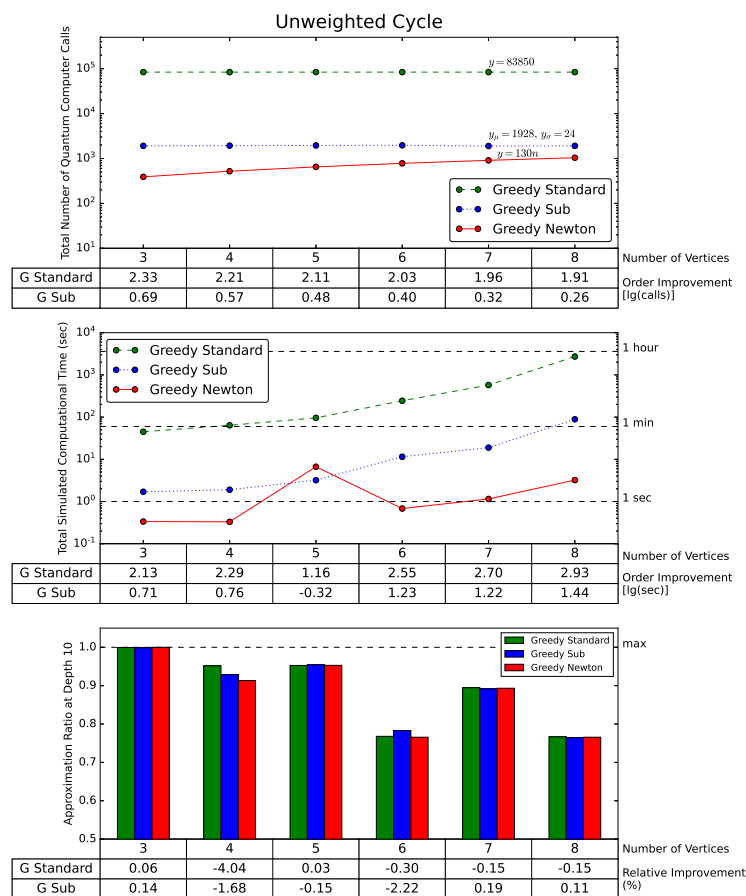 Unweighted Cycle
Total Number of Quantum Computer Calls
10^5
10^4
10^3
10^2
10^1
y = 83850
y_μ = 1928, y_σ = 24
y = 130n
Greedy Standard
Greedy Sub
Greedy Newton
3 4 5 6 7 8 Number of Vertices
G Standard 2.33 2.21 2.11 2.03 1.96 1.91
G Sub 0.69 0.57 0.48 0.40 0.32 0.26
Order Improvement
[lg(calls)]
Total Simulated Computational Time (sec)
10^4
10^3
10^2
10^1
10^0
10^-1
Greedy Standard
Greedy Sub
Greedy Newton
1 hour
1 min
1 sec
3 4 5 6 7 8 Number of Vertices
G Standard 2.13 2.29 1.16 2.55 2.70 2.93
G Sub 0.71 0.76 -0.32 1.23 1.22 1.44
Order Improvement
[lg(sec)]
Approximation Ratio at Depth 10
1.0
0.9
0.8
0.7
0.6
0.5
Greedy Standard
Greedy Sub
Greedy Newton
max
3 4 5 6 7 8 Number of Vertices
G Standard 0.06 -4.04 0.03 -0.30 -0.15 -0.15
G Sub 0.14 -1.68 -0.15 -2.22 0.19 0.11
Relative Improvement
(%)